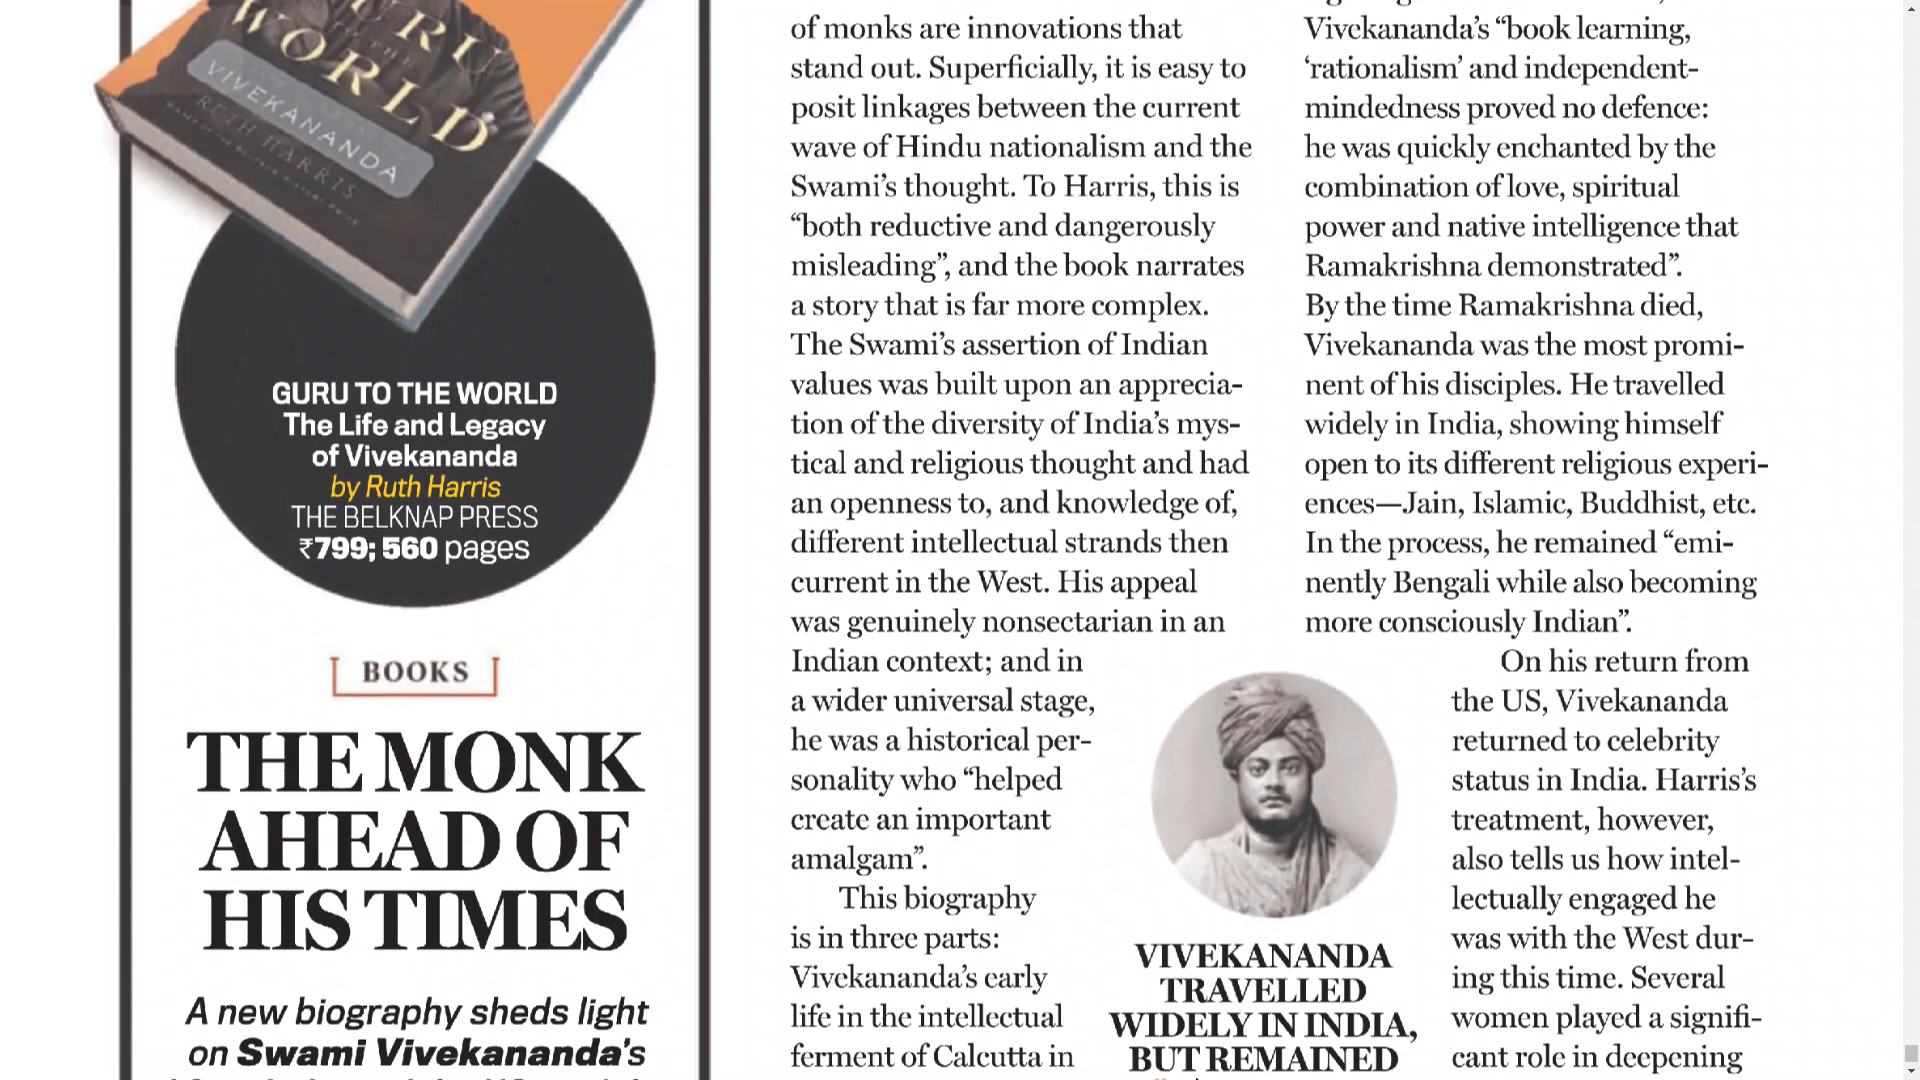 GURU
WORLD
VIVEKANANDA
RUTH HARRIS
GURU TO THE WORLD
The Life and Legacy
of Vivekananda
by Ruth Harris
THE BELKNAP PRESS
₹799; 560 pages
BOOKS
THE MONK
AHEAD OF
HIS TIMES
A new biography sheds light
on Swami Vivekananda's
of monks are innovations that
stand out. Superficially, it is easy to
posit linkages between the current
wave of Hindu nationalism and the
Swami's thought. To Harris, this is
“both reductive and dangerously
misleading”, and the book narrates
a story that is far more complex.
The Swami's assertion of Indian
values was built upon an apprecia-
tion of the diversity of India's mys-
tical and religious thought and had
an openness to, and knowledge of,
different intellectual strands then
current in the West. His appeal
was genuinely nonsectarian in an
Indian context; and in
a wider universal stage,
he was a historical per-
sonality who “helped
create an important
amalgam”.
This biography
is in three parts:
Vivekananda's early
life in the intellectual
ferment of Calcutta in
VIVEKANANDA
TRAVELLED
WIDELY IN INDIA,
BUT REMAINED
Vivekananda's “book learning,
‘rationalism’ and independent-
mindedness proved no defence:
he was quickly enchanted by the
combination of love, spiritual
power and native intelligence that
Ramakrishna demonstrated”.
By the time Ramakrishna died,
Vivekananda was the most promi-
nent of his disciples. He travelled
widely in India, showing himself
open to its different religious experi-
ences—Jain, Islamic, Buddhist, etc.
In the process, he remained “emi-
nently Bengali while also becoming
more consciously Indian”.
On his return from
the US, Vivekananda
returned to celebrity
status in India. Harris's
treatment, however,
also tells us how intel-
lectually engaged he
was with the West dur-
ing this time. Several
women played a signifi-
cant role in deepening